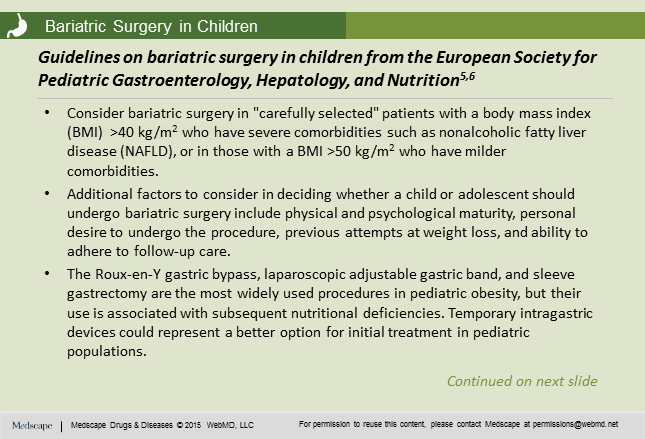 Bariatric Surgery in Children
Guidelines on bariatric surgery in children from the European Society for
Pediatric Gastroenterology, Hepatology, and Nutrition5,6
• Consider bariatric surgery in "carefully selected" patients with a body mass index
(BMI) >40 kg/m2 who have severe comorbidities such as nonalcoholic fatty liver
disease (NAFLD), or in those with a BMI >50 kg/m2 who have milder
comorbidities.
• Additional factors to consider in deciding whether a child or adolescent should
undergo bariatric surgery include physical and psychological maturity, personal
desire to undergo the procedure, previous attempts at weight loss, and ability to
adhere to follow-up care.
• The Roux-en-Y gastric bypass, laparoscopic adjustable gastric band, and sleeve
gastrectomy are the most widely used procedures in pediatric obesity, but their
use is associated with subsequent nutritional deficiencies. Temporary intragastric
devices could represent a better option for initial treatment in pediatric
populations.
Continued on next slide
Medscape | Medscape Drugs & Diseases © 2015 WebMD, LLC For permission to reuse this content, please contact Medscape at permissions@webmd.net